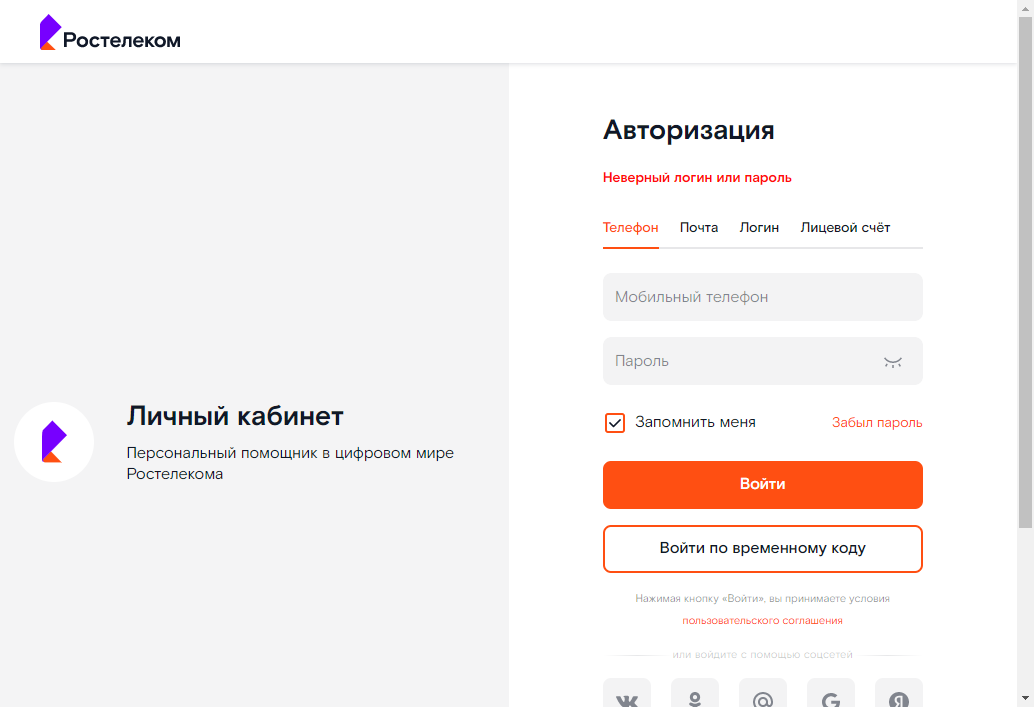 Ростелеком
Авторизация
Неверный логин или пароль
Телефон Почта Логин Лицевой счёт
Мобильный телефон
Пароль
Запомнить меня Забыл пароль
Войти
Войти по временному коду
Нажимая кнопку «Войти», вы принимаете условия
пользовательского соглашения
или войдите с помощью соцсетей
Личный кабинет
Персональный помощник в цифровом мире
Ростелекома